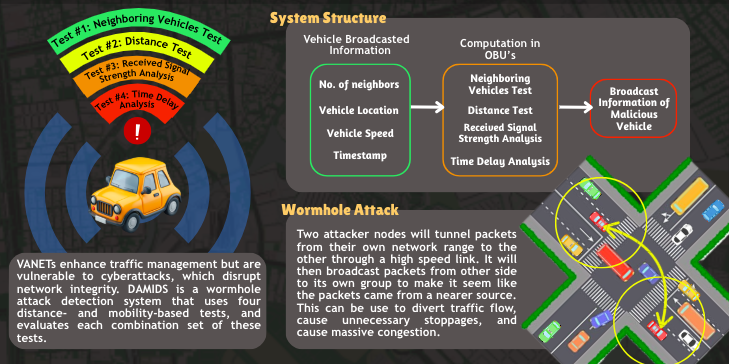 Test #1: Neighboring Vehicles Test
Test #2: Distance Test
Test #3: Received Signal
Strength Analysis
Test #4: Time Delay
Analysis
!
VANETs enhance traffic management but are
vulnerable to cyberattacks, which disrupt
network integrity. DAMIDS is a wormhole
attack detection system that uses four
distance- and mobility-based tests, and
evaluates each combination set of these
tests.
System Structure
Vehicle Broadcasted
Information
No. of neighbors
Vehicle Location
Vehicle Speed
Timestamp
Computation in
OBU's
Neighboring
Vehicles Test
Distance Test
Received Signal
Strength Analysis
Time Delay Analysis
Broadcast
Information of
Malicious
Vehicle
Wormhole Attack
Two attacker nodes will tunnel packets
from their own network range to the
other through a high speed link. It will
then broadcast packets from other side
to its own group to make it seem like
the packets came from a nearer source.
This can be use to divert traffic flow,
cause unnecessary stoppages, and
cause massive congestion.